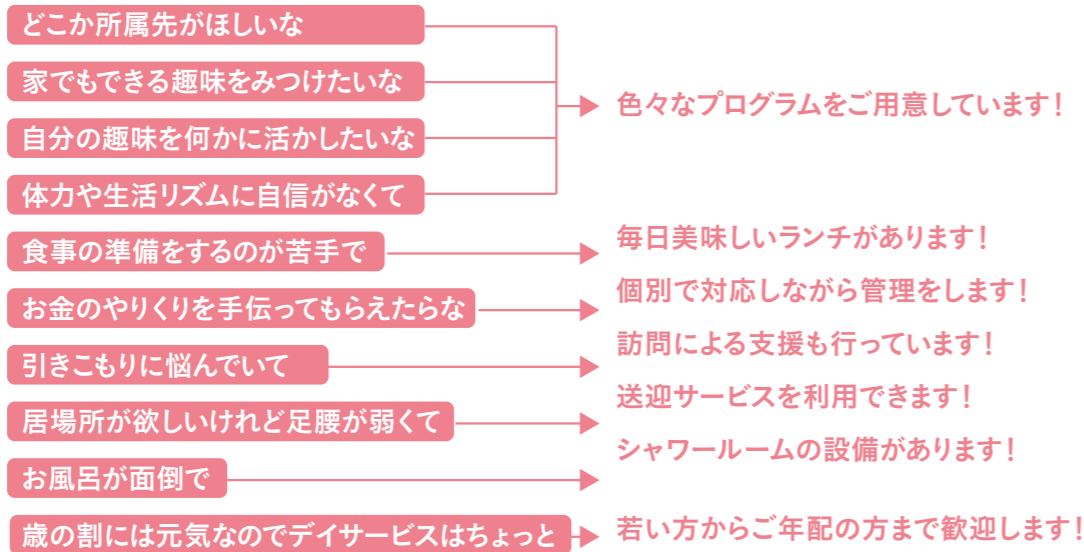 どこか所属先がほしいな
家でもできる趣味をみつけたいな
自分の趣味を何かに活かしたいな
体力や生活リズムに自信がなくて
色々なプログラムをご用意しています!
食事の準備をするのが苦手で
毎日美味しいランチがあります!
お金のやりくりを手伝ってもらえたらな
個別で対応しながら管理をします!
引きこもりに悩んでいて
訪問による支援も行っています!
居場所が欲しいけれど足腰が弱くて
送迎サービスを利用できます!
お風呂が面倒で
シャワールームの設備があります!
歳の割には元気なのでデイサービスはちょっと
若い方からご年配の方まで歓迎します!